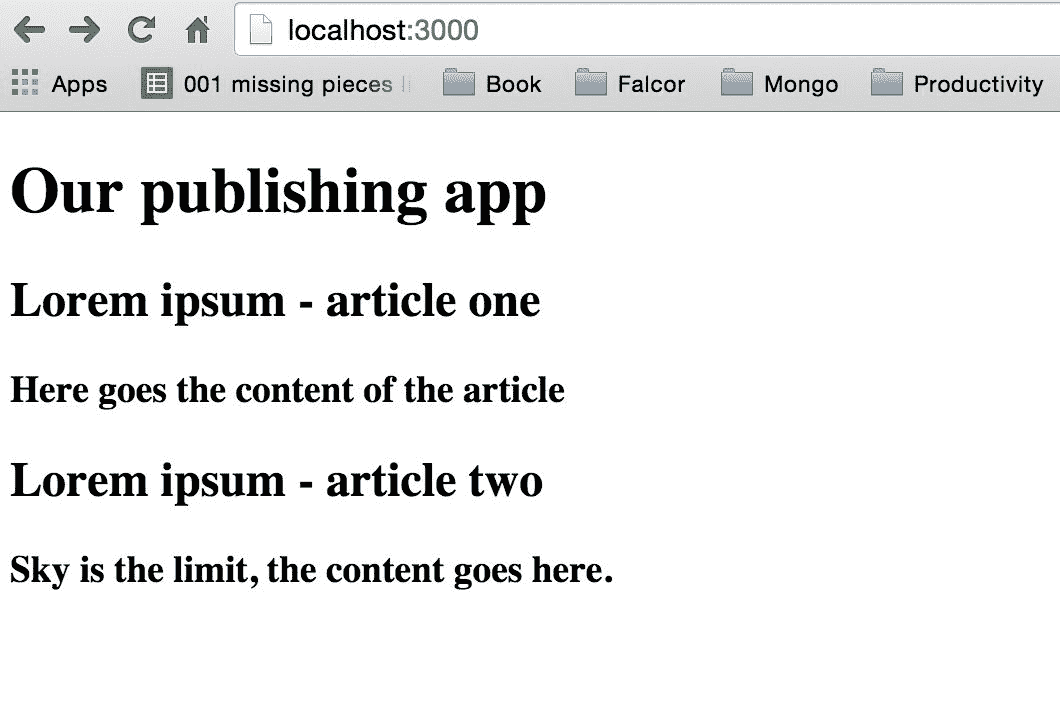 localhost:3000
Apps 001 missing pieces Book Falcor Mongo Productivity
Our publishing app
Lorem ipsum - article one
Here goes the content of the article
Lorem ipsum - article two
Sky is the limit, the content goes here.